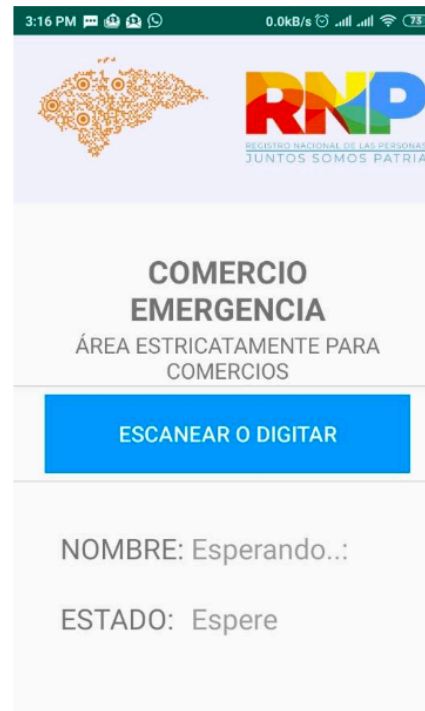 3:16 PM 0.0kB/s 73
RNP
REGISTRO NACIONAL DE LAS PERSONAS
JUNTOS SOMOS PATRIA
COMERCIO
EMERGENCIA
ÁREA ESTRICATAMENTE PARA
COMERCIOS
ESCANEAR O DIGITAR
NOMBRE: Esperando..:
ESTADO: Espere